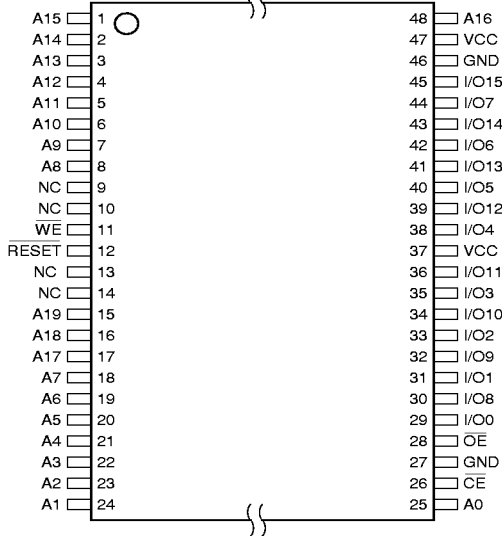 A15 1 48 A16
A14 2 47 VCC
A13 3 46 GND
A12 4 45 I/O15
A11 5 44 I/O7
A10 6 43 I/O14
A9 7 42 I/O6
A8 8 41 I/O13
NC 9 40 I/O5
NC 10 39 I/O12
WE 11 38 I/O4
RESET 12 37 VCC
NC 13 36 I/O11
NC 14 35 I/O3
A19 15 34 I/O10
A18 16 33 I/O2
A17 17 32 I/O9
A7 18 31 I/O1
A6 19 30 I/O8
A5 20 29 I/O0
A4 21 28 OE
A3 22 27 GND
A2 23 26 CE
A1 24 25 A0